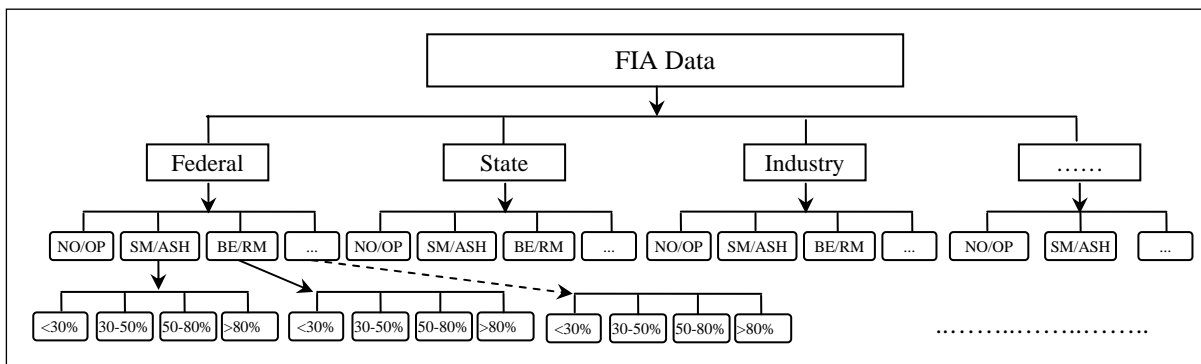 FIA Data
Federal State Industry ......
NO/OP SM/ASH BE/RM ... NO/OP SM/ASH BE/RM ... NO/OP SM/ASH BE/RM ... NO/OP SM/ASH ...
<30% 30-50% 50-80% >80% <30% 30-50% 50-80% >80% <30% 30-50% 50-80% >80% ........................